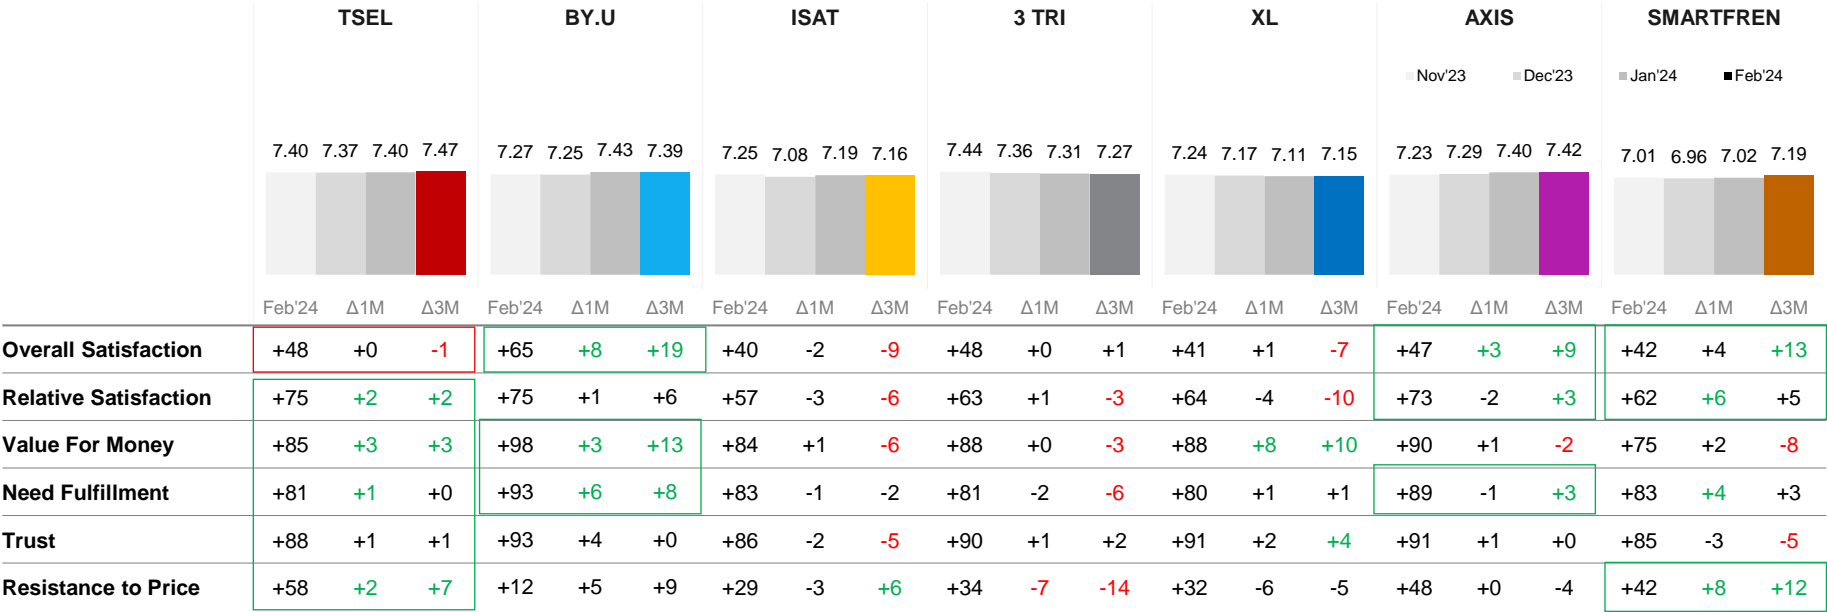 TSEL BY.U ISAT 3 TRI XL AXIS SMARTFREN
Nov'23 Dec'23 Jan'24 Feb'24
7.40 7.37 7.40 7.47 7.27 7.25 7.43 7.39 7.25 7.08 7.19 7.16 7.44 7.36 7.31 7.27 7.24 7.17 7.11 7.15 7.23 7.29 7.40 7.42 7.01 6.96 7.02 7.19
Feb'24 Δ1M Δ3M Feb'24 Δ1M Δ3M Feb'24 Δ1M Δ3M Feb'24 Δ1M Δ3M Feb'24 Δ1M Δ3M Feb'24 Δ1M Δ3M Feb'24 Δ1M Δ3M
Overall Satisfaction +48 +0 -1 +65 +8 +19 +40 -2 -9 +48 +0 +1 +41 +1 -7 +47 +3 +9 +42 +4 +13
Relative Satisfaction +75 +2 +2 +75 +1 +6 +57 -3 -6 +63 +1 -3 +64 -4 -10 +73 -2 +3 +62 +6 +5
Value For Money +85 +3 +3 +98 +3 +13 +84 +1 -6 +88 +0 -3 +88 +8 +10 +90 +1 -2 +75 +2 -8
Need Fulfillment +81 +1 +0 +93 +6 +8 +83 -1 -2 +81 -2 -6 +80 +1 +1 +89 -1 +3 +83 +4 +3
Trust +88 +1 +1 +93 +4 +0 +86 -2 -5 +90 +1 +2 +91 +2 +4 +91 +1 +0 +85 -3 -5
Resistance to Price +58 +2 +7 +12 +5 +9 +29 -3 +6 +34 -7 -14 +32 -6 -5 +48 +0 -4 +42 +8 +12